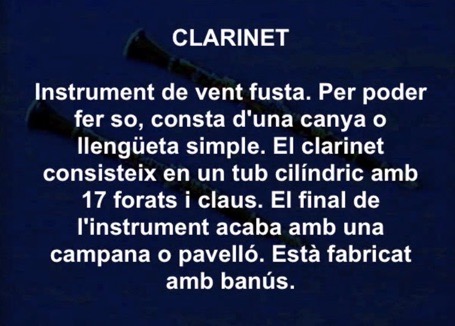 CLARINET
Instrument de vent fusta. Per poder
fer so, consta d'una canya o
llengüeta simple. El clarinet
consisteix en un tub cilíndric amb
17 forats i claus. El final de
l'instrument acaba amb una
campana o pavelló. Està fabricat
amb banús.